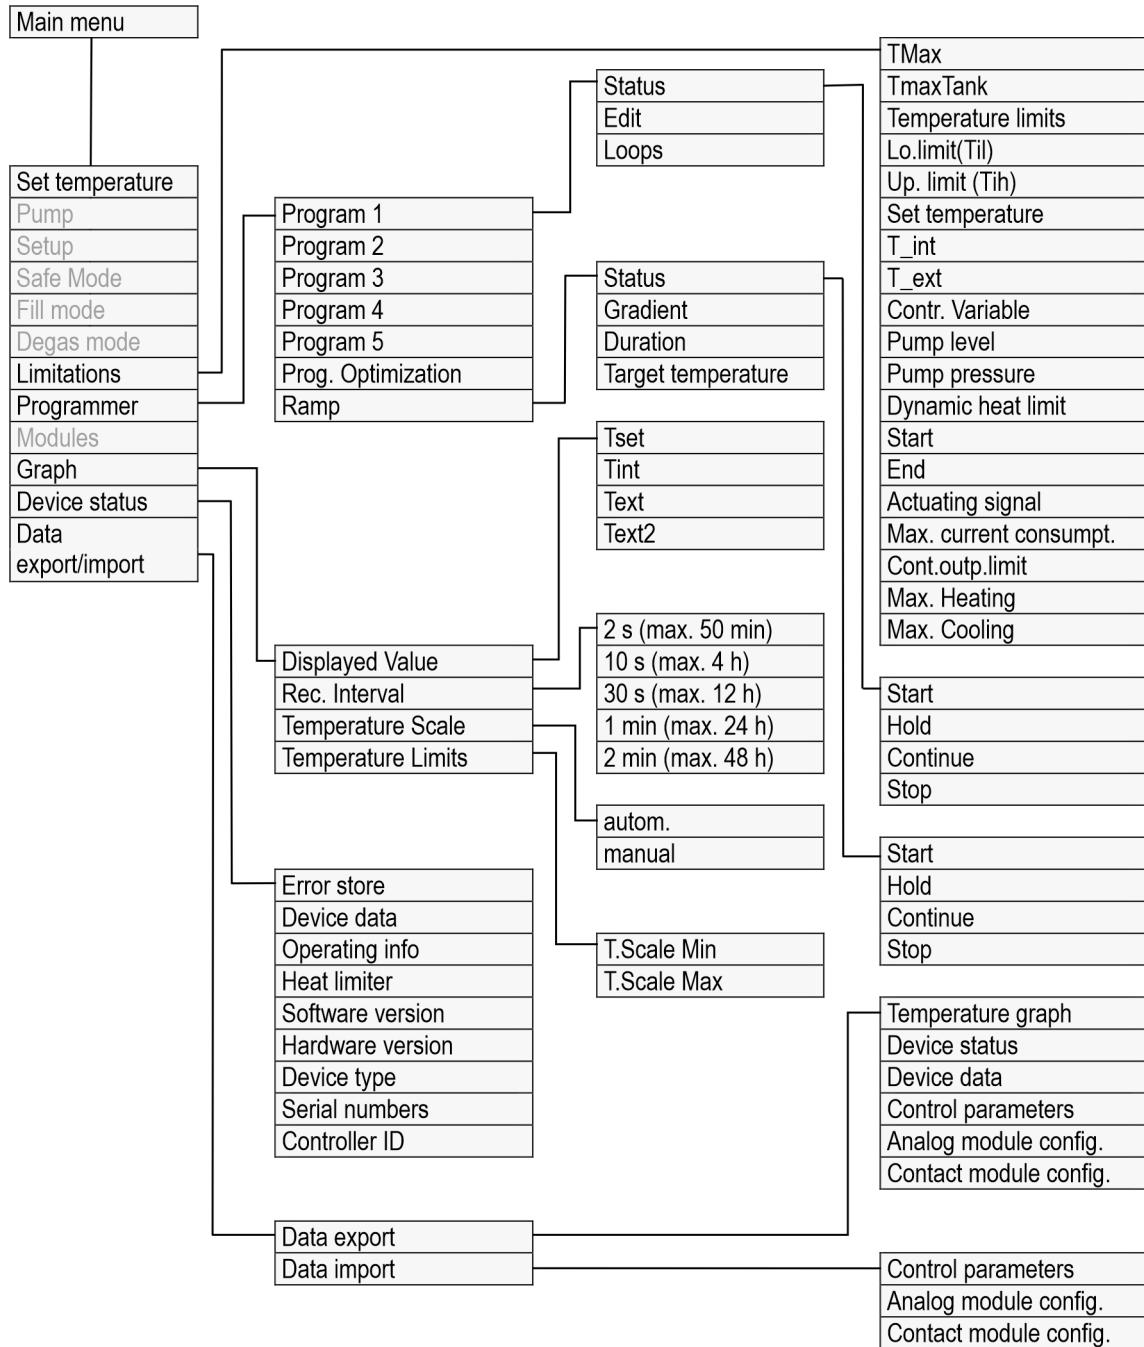 Main menu
Set temperature
Pump
Setup
Safe Mode
Fill mode
Degas mode
Limitations
Programmer
Modules
Graph
Device status
Data
export/import
Program 1
Program 2
Program 3
Program 4
Program 5
Prog. Optimization
Ramp
Displayed Value
Rec. Interval
Temperature Scale
Temperature Limits
Error store
Device data
Operating info
Heat limiter
Software version
Hardware version
Device type
Serial numbers
Controller ID
Data export
Data import
Status
Edit
Loops
Status
Gradient
Duration
Target temperature
Tset
Tint
Text
Text2
2 s (max. 50 min)
10 s (max. 4 h)
30 s (max. 12 h)
1 min (max. 24 h)
2 min (max. 48 h)
autom.
manual
T.Scale Min
T.Scale Max
TMax
TmaxTank
Temperature limits
Lo.limit(Til)
Up. limit (Tih)
Set temperature
T_int
T_ext
Contr. Variable
Pump level
Pump pressure
Dynamic heat limit
Start
End
Actuating signal
Max. current consumpt.
Cont.outp.limit
Max. Heating
Max. Cooling
Start
Hold
Continue
Stop
Start
Hold
Continue
Stop
Temperature graph
Device status
Device data
Control parameters
Analog module config.
Contact module config.
Control parameters
Analog module config.
Contact module config.